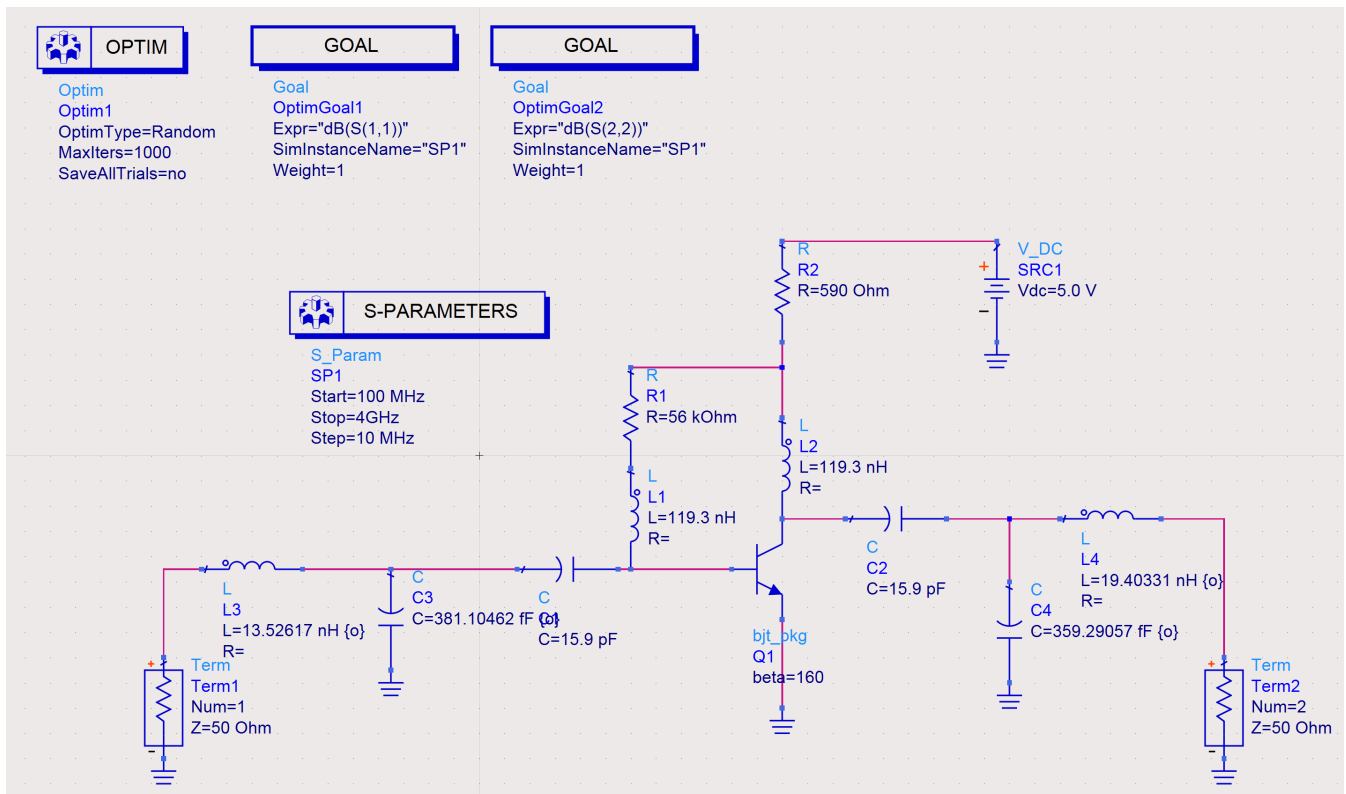 OPTIM
Optim
Optim1
OptimType=Random
MaxIters=1000
SaveAllTrials=no
GOAL
Goal
OptimGoal1
Expr="dB(S(1,1))"
SimInstanceName="SP1"
Weight=1
GOAL
Goal
OptimGoal2
Expr="dB(S(2,2))"
SimInstanceName="SP1"
Weight=1
S-PARAMETERS
S_Param
SP1
Start=100 MHz
Stop=4GHz
Step=10 MHz
R
R2
R=590 Ohm
+
V_DC
SRC1
Vdc=5.0 V
−
R
R1
R=56 kOhm
L
L2
L=119.3 nH
R=
L
L1
L=119.3 nH
R=
L
L3
L=13.52617 nH {o}
R=
C
C3
C=381.10462 fF {o}
C
C1
C=15.9 pF
bjt_pkg
Q1
beta=160
C
C2
C=15.9 pF
L
L4
L=19.40331 nH {o}
R=
C
C4
C=359.29057 fF {o}
+
Term
Term1
Num=1
Z=50 Ohm
-
+
Term
Term2
Num=2
Z=50 Ohm
-